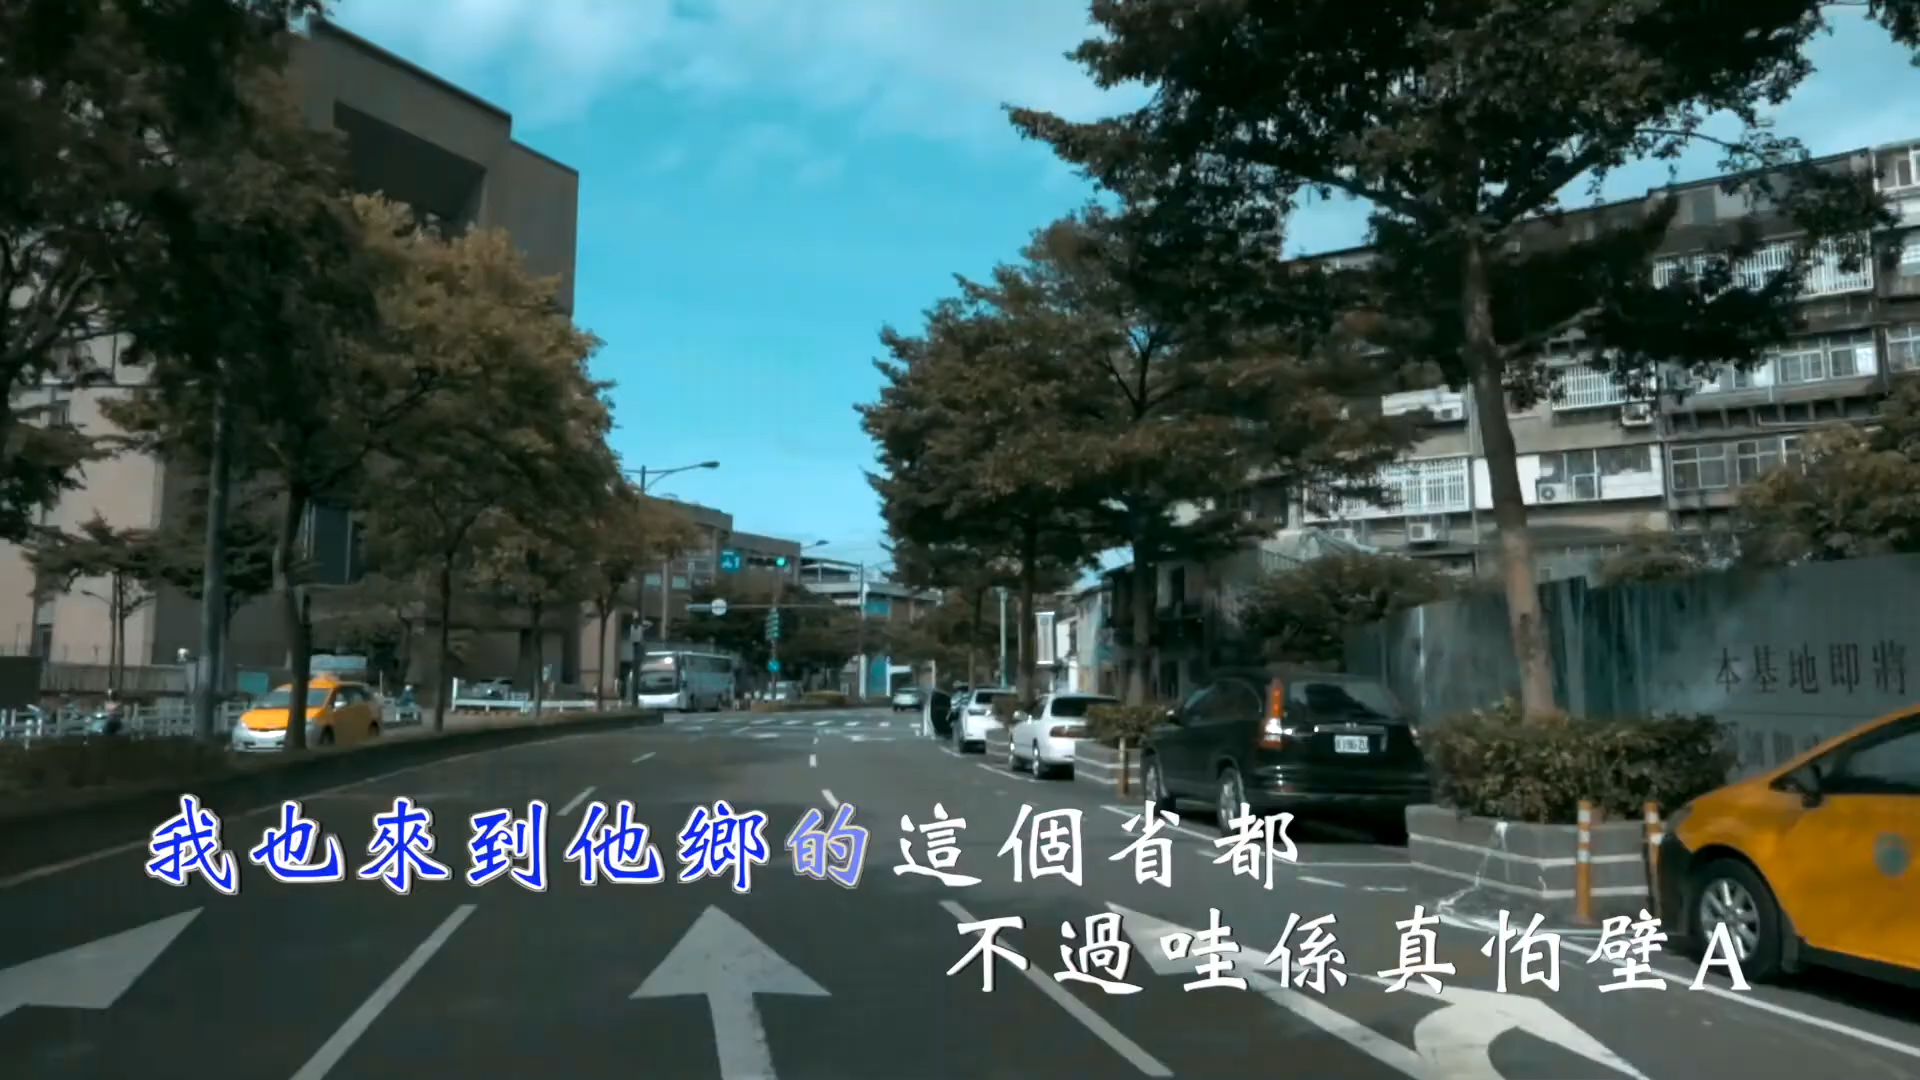 本基地即將
我也來到他鄉的這個省都
不過哇係真怕壁A